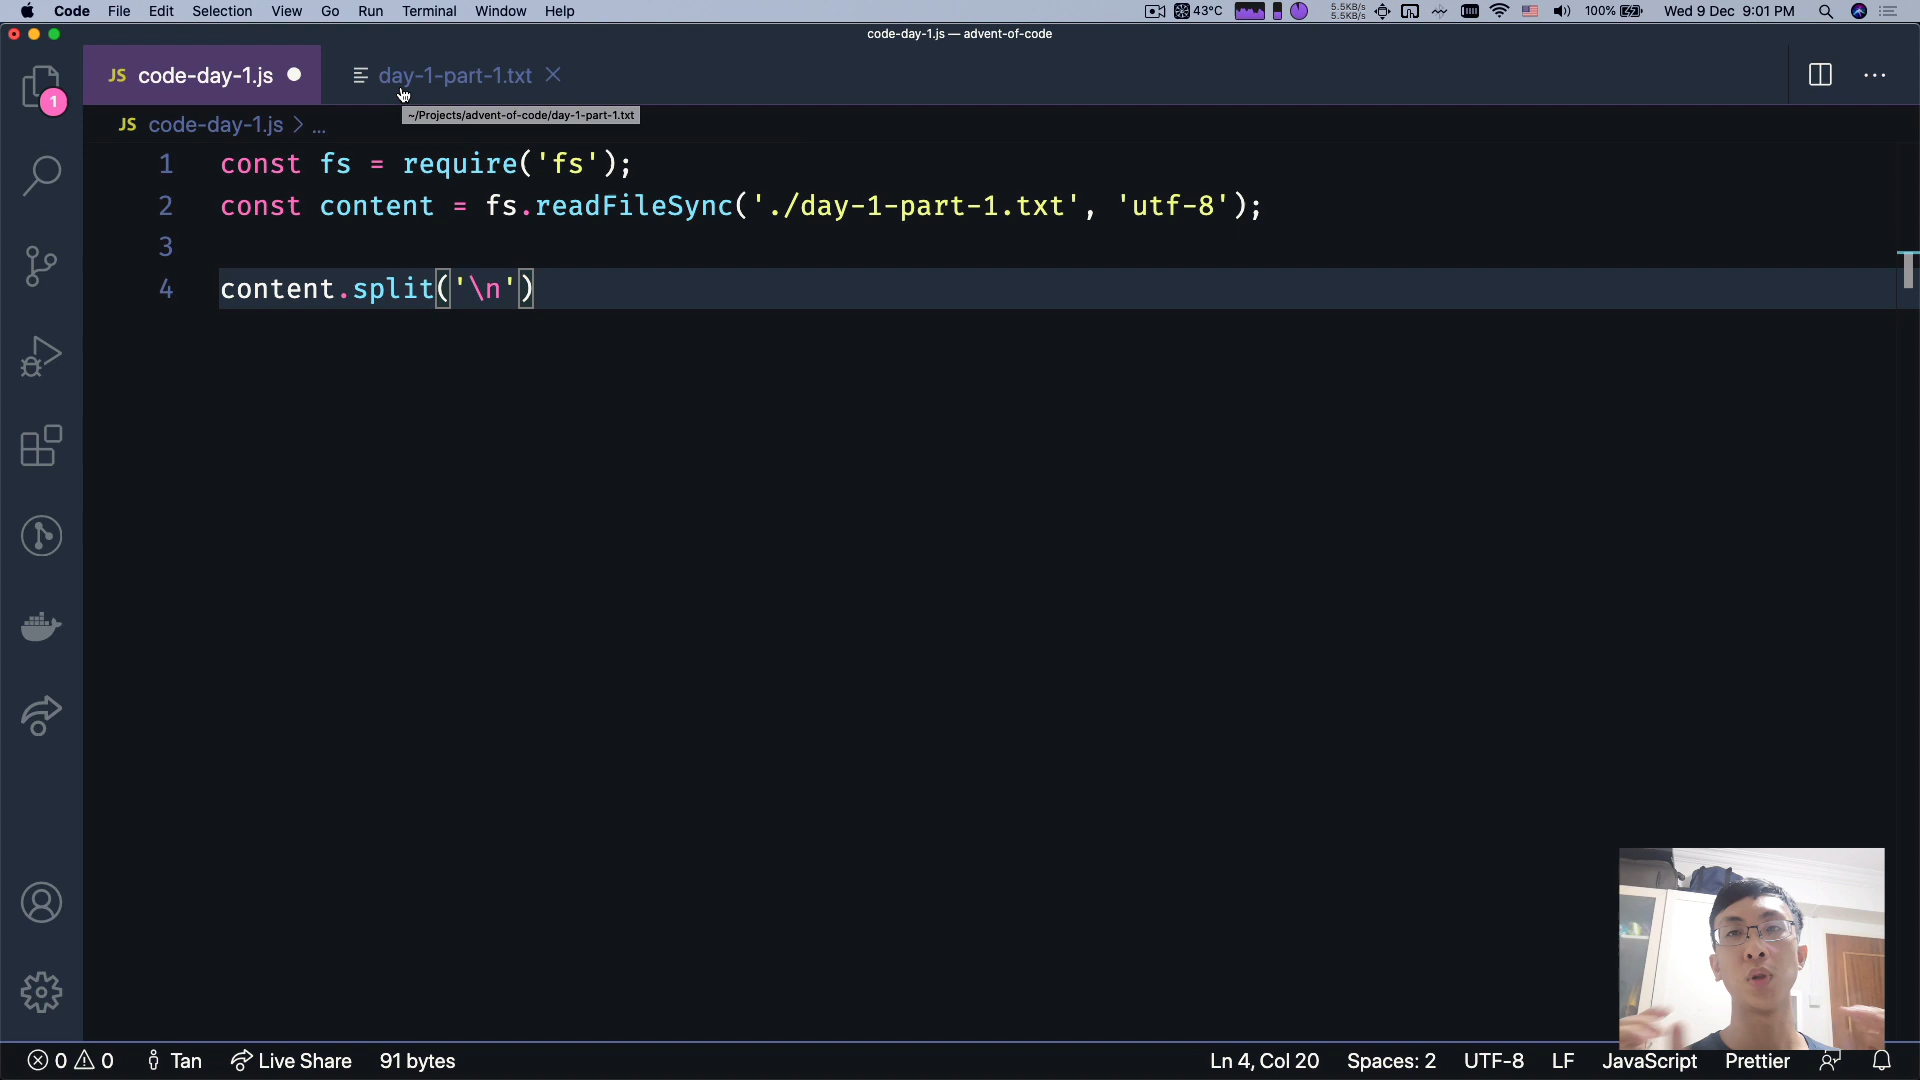 Code File Edit Selection View Go Run Terminal Window Help 43°C 5.5KB/s 5.5KB/s 100% Wed 9 Dec 9:01 PM
code-day-1.js — advent-of-code
JS code-day-1.js day-1-part-1.txt
~/Projects/advent-of-code/day-1-part-1.txt
JS code-day-1.js > ...
1
1 const fs = require('fs');
2 const content = fs.readFileSync('./day-1-part-1.txt', 'utf-8');
3
4 content.split('\n')
0 0 Tan Live Share 91 bytes Ln 4, Col 20 Spaces: 2 UTF-8 LF JavaScript Prettier